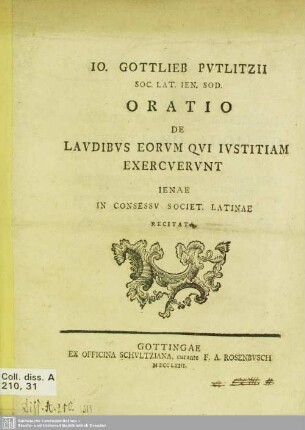 IO. GOTTLIEB PVTLITZII
SOC. LAT. IEN. SOD.
ORATIO
DE
LAVDIBVS EORVM QVI IVSTITIAM
EXERCVERVNT
IENAE
IN CONSESSV SOCIET. LATINAE
RECITATA
GOTTINGAE
EX OFFICINA SCHVLTZIANA, curante F. A. ROSENBVSCH
Coll. diss. A
210, 31